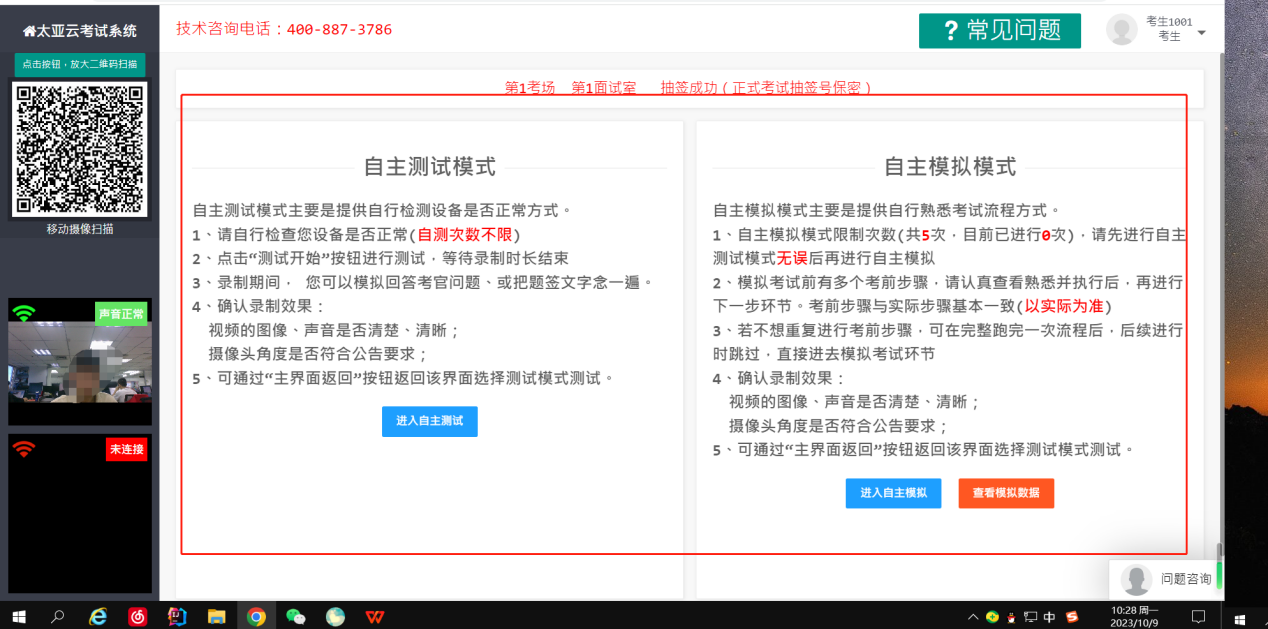 太亚云考试系统
点击按钮,放大二维码扫描
移动摄像扫描
声音正常
未连接
技术咨询电话:400-887-3786
? 常见问题
考生1001
考生
第1考场 第1面试室 抽签成功(正式考试抽签号保密)
自主测试模式
自主测试模式主要是提供自行检测设备是否正常方式。
1、请自行检查您设备是否正常(自测次数不限)
2、点击“测试开始”按钮进行测试,等待录制时长结束
3、录制期间, 您可以模拟回答考官问题、或把题签文字念一遍。
4、确认录制效果:
视频的图像、声音是否清楚、清晰;
摄像头角度是否符合公告要求;
5、可通过“主界面返回”按钮返回该界面选择测试模式测试。
进入自主测试
自主模拟模式
自主模拟模式主要是提供自行熟悉考试流程方式。
1、自主模拟模式限制次数(共5次,目前已进行0次),请先进行自主
测试模式无误后再进行自主模拟
2、模拟考试前有多个考前步骤,请认真查看熟悉并执行后,再进行
下一步环节。考前步骤与实际步骤基本一致(以实际为准)
3、若不想重复进行考前步骤,可在完整跑完一次流程后,后续进行
时跳过,直接进去模拟考试环节
4、确认录制效果:
视频的图像、声音是否清楚、清晰;
摄像头角度是否符合公告要求;
5、可通过“主界面返回”按钮返回该界面选择测试模式测试。
进入自主模拟
查看模拟数据
问题咨询
中
10:28 周一
2023/10/9